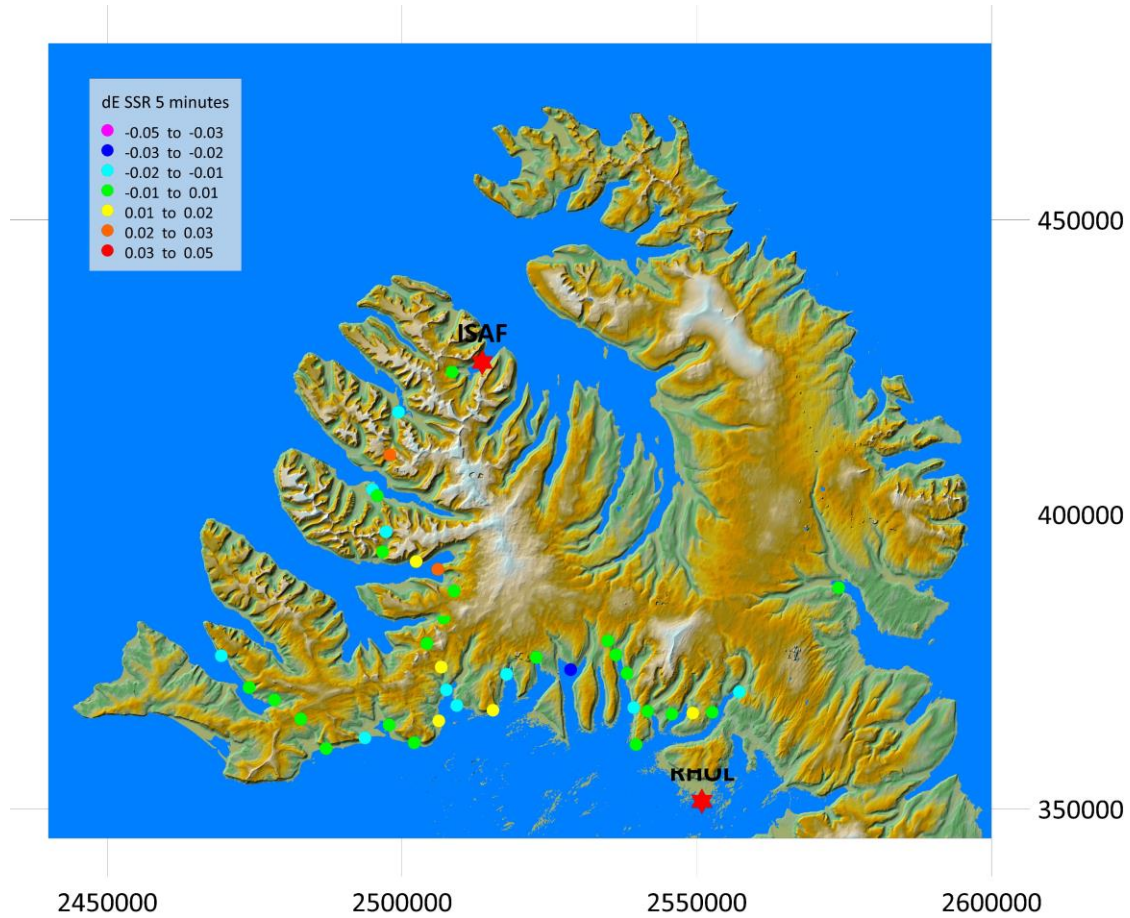 dE SSR 5 minutes
-0.05 to -0.03
-0.03 to -0.02
-0.02 to -0.01
-0.01 to 0.01
0.01 to 0.02
0.02 to 0.03
0.03 to 0.05
450000
ISAF
400000
RHOL
350000
2450000
2500000
2550000
2600000